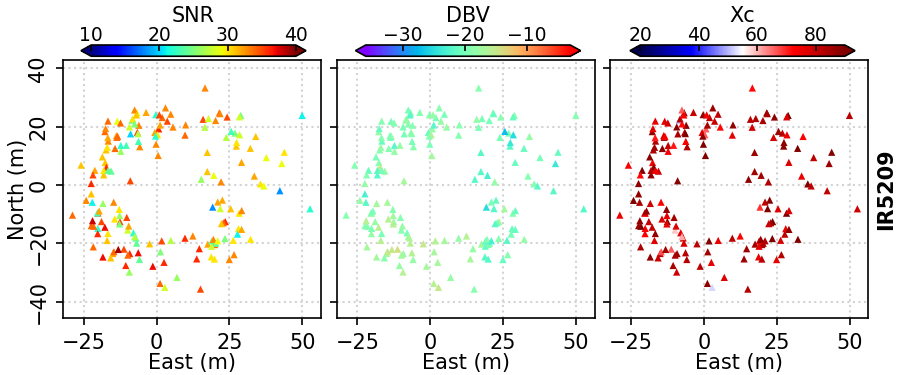 SNR DBV Xc
10 20 30 40 −30 −20 −10 20 40 60 80
40
20
0
−20
−40
North (m)
IR5209
−25 0 25 50 −25 0 25 50 −25 0 25 50
East (m) East (m) East (m)